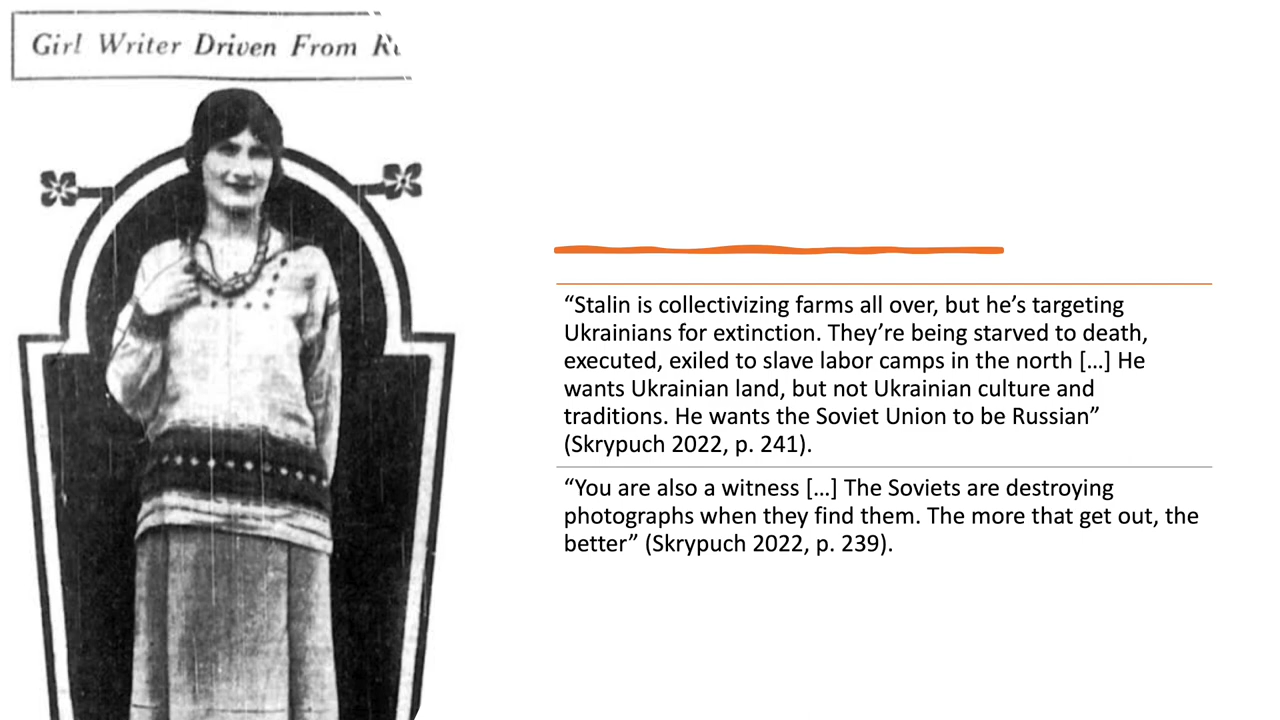 Girl Writer Driven From
“Stalin is collectivizing farms all over, but he’s targeting
Ukrainians for extinction. They’re being starved to death,
executed, exiled to slave labor camps in the north […] He
wants Ukrainian land, but not Ukrainian culture and
traditions. He wants the Soviet Union to be Russian”
(Skrypuch 2022, p. 241).
“You are also a witness […] The Soviets are destroying
photographs when they find them. The more that get out, the
better” (Skrypuch 2022, p. 239).